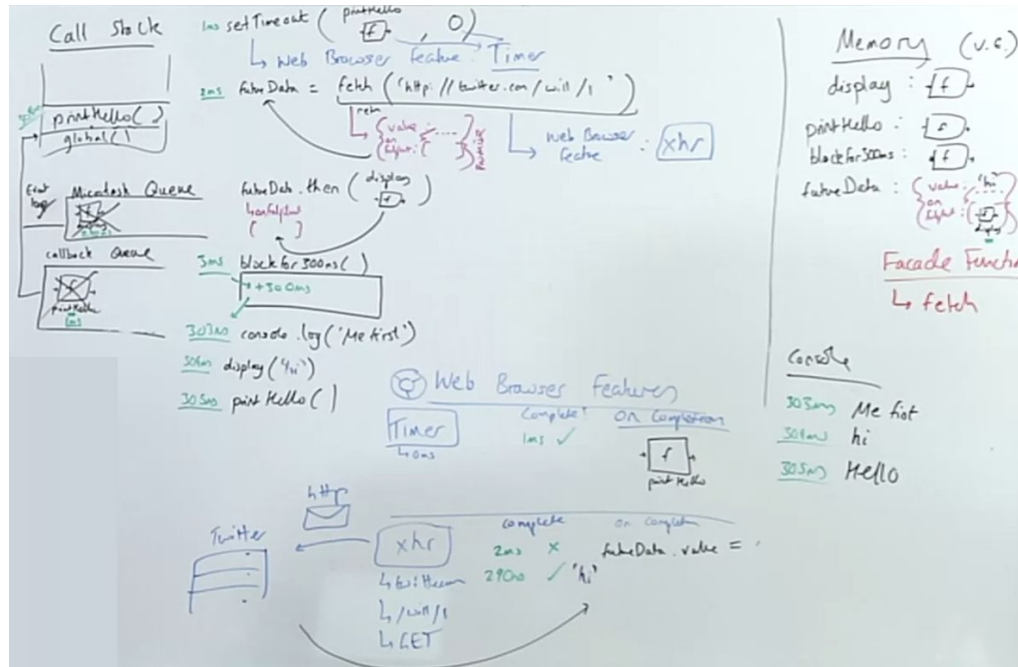 Call Stack
printHello( )
global( )
Microtask Queue
callback Queue
printHello
1ms
1ms setTimeout ( printHello f , 0 )
↳ Web Browser Feature: Timer
2ms futureData = fetch ("http://twitter.com/will/1")
{ value: .....
Web Browser
Feature : xhr
futureData.then ( display f )
3ms blockfor300ms( )
+300ms
303ms console.log('Me first')
304ms display("hi")
305ms printHello( )
Web Browser Features
Timer
↳ 0ms
Complete?
1ms ✓
On Completion
f
printHello
http
Twitter
xhr
↳ twitter.com
↳ /will/1
↳ GET
complete
2ms ×
290ms ✓ 'hi'
on completion
futureData.value =
Memory (v.e.)
display : f
printHello : f
blockfor300ms : f
futureData : { value: 'hi'
display
Facade Functi
↳ fetch
Console
303ms Me first
304ms hi
305ms Hello